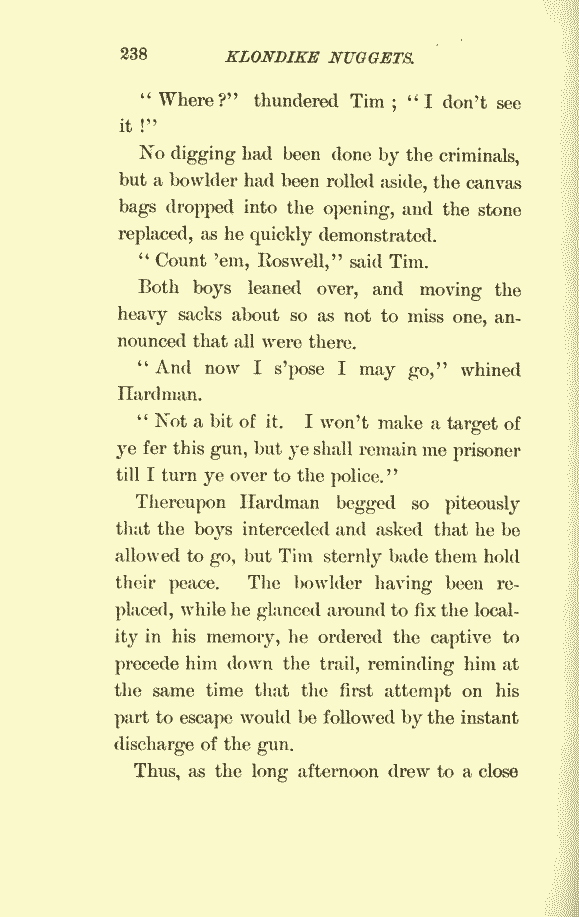 238 KLONDIKE NUGGETS.
“ Where ?” thundered Tim ; “ I don't see
it !”
No digging had been done by the criminals,
but a bowlder had been rolled aside, the canvas
bags dropped into the opening, and the stone
replaced, as he quickly demonstrated.
“ Count ’em, Roswell,” said Tim.
Both boys leaned over, and moving the
heavy sacks about so as not to miss one, an-
nounced that all were there.
“ And now I s’pose I may go,” whined
Hardman.
“ Not a bit of it. I won’t make a target of
ye fer this gun, but ye shall remain me prisoner
till I turn ye over to the police.”
Thereupon Hardman begged so piteously
that the boys interceded and asked that he be
allowed to go, but Tim sternly bade them hold
their peace. The bowlder having been re-
placed, while he glanced around to fix the local-
ity in his memory, he ordered the captive to
precede him down the trail, reminding him at
the same time that the first attempt on his
part to escape would be followed by the instant
discharge of the gun.
Thus, as the long afternoon drew to a close